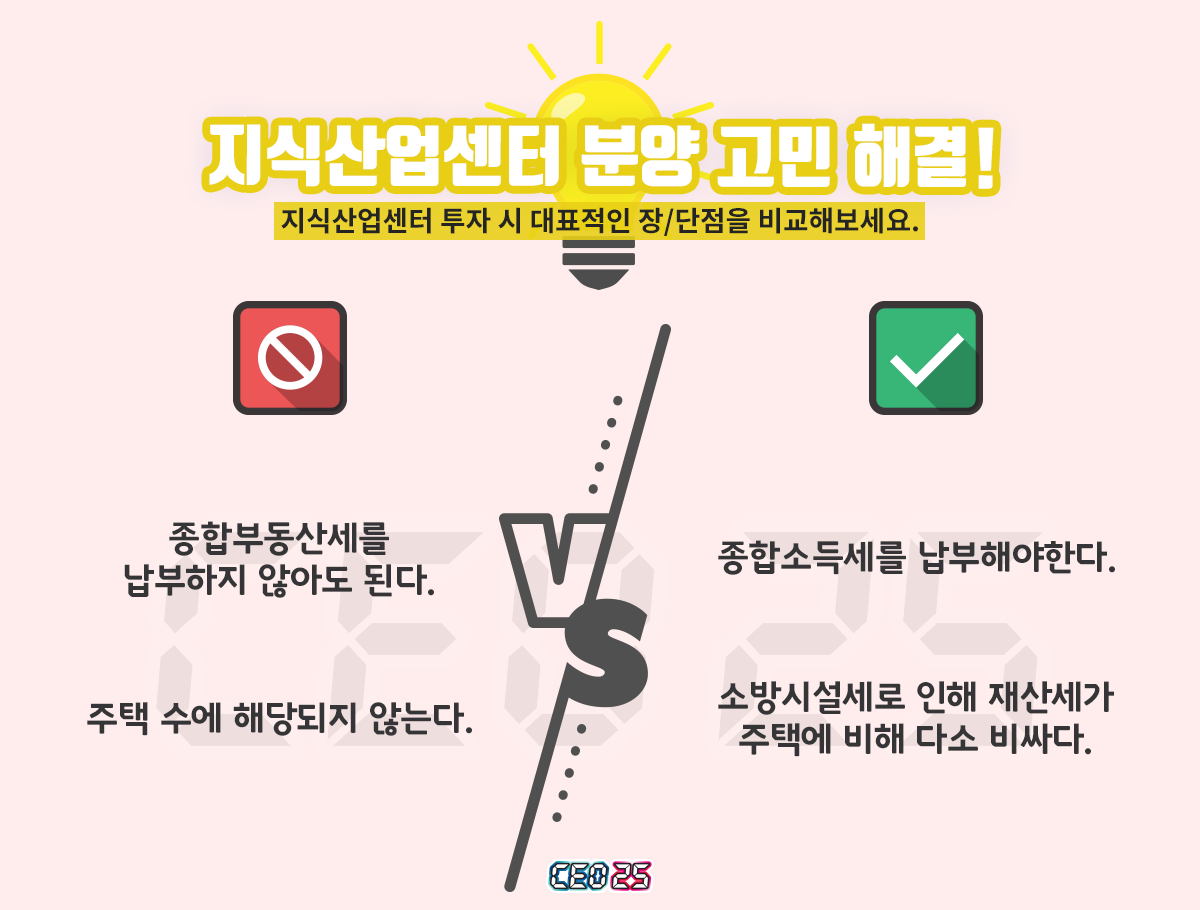 지식산업센터 분양 고민 해결!
지식산업센터 투자 시 대표적인 장/단점을 비교해보세요.
종합부동산세를
납부하지 않아도 된다.
주택 수에 해당되지 않는다.
VS
종합소득세를 납부해야한다.
소방시설세로 인해 재산세가
주택에 비해 다소 비싸다.
CEO 25
CEO 25